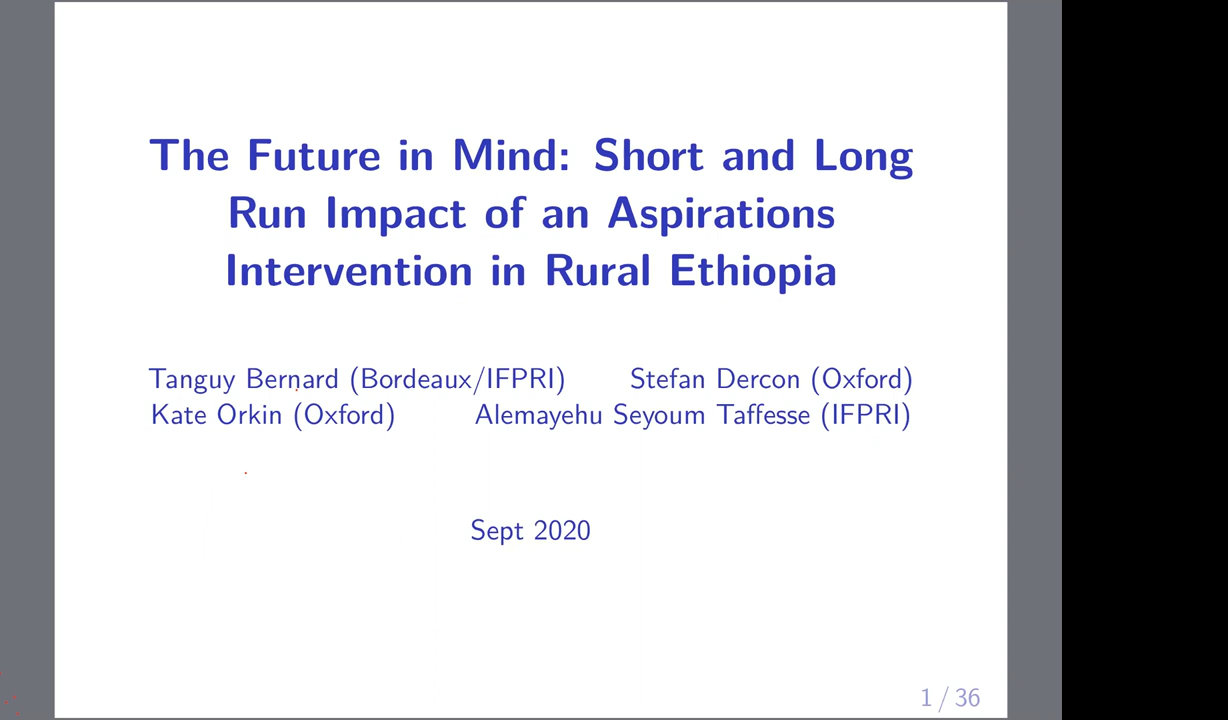 The Future in Mind: Short and Long
Run Impact of an Aspirations
Intervention in Rural Ethiopia
Tanguy Bernard (Bordeaux/IFPRI) Stefan Dercon (Oxford)
Kate Orkin (Oxford) Alemayehu Seyoum Taffesse (IFPRI)
Sept 2020
1 / 36